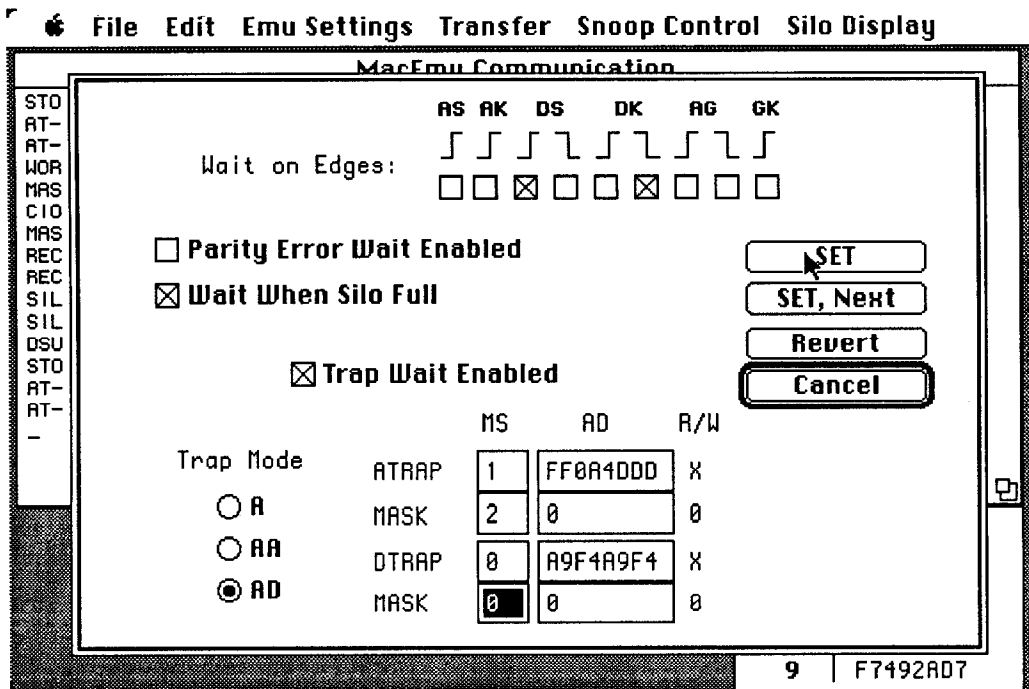 File Edit Emu Settings Transfer Snoop Control Silo Display
MacEmu Communication
STO
AT-
AT-
WOR
MAS
CIO
MAS
REC
REC
SIL
SIL
DSU
STO
AT-
AT-
–
AS AK DS DK AG GK
Wait on Edges:
Parity Error Wait Enabled
Wait When Silo Full
Trap Wait Enabled
SET
SET, Next
Revert
Cancel
MS AD R/W
Trap Mode
A
AA
AD
ATRAP 1 FF0A4DDD X
MASK 2 0 0
DTRAP 0 A9F4A9F4 X
MASK 0 0 0
9 F7492AD7